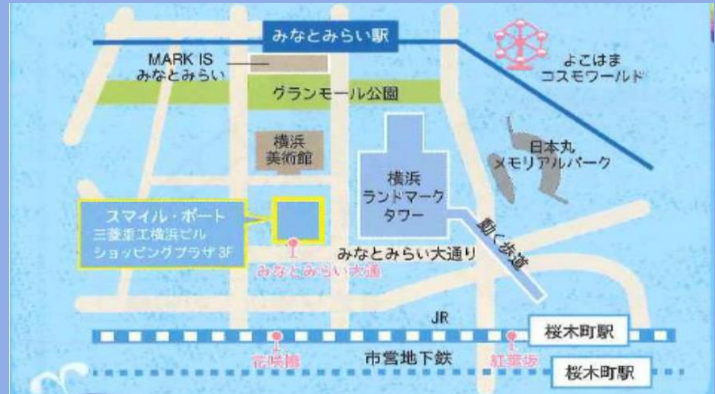 みなとみらい駅
MARK IS
みなとみらい
よこはま
コスモワールド
グランモール公園
横浜
美術館
日本丸
メモリアルパーク
横浜
ランドマーク
タワー
スマイル・ポート
三菱重工横浜ビル
ショッピングプラザ3F
動く歩道
みなとみらい大通り
みなとみらい大通
JR
桜木町駅
花咲橋
市営地下鉄
紅葉坂
桜木町駅